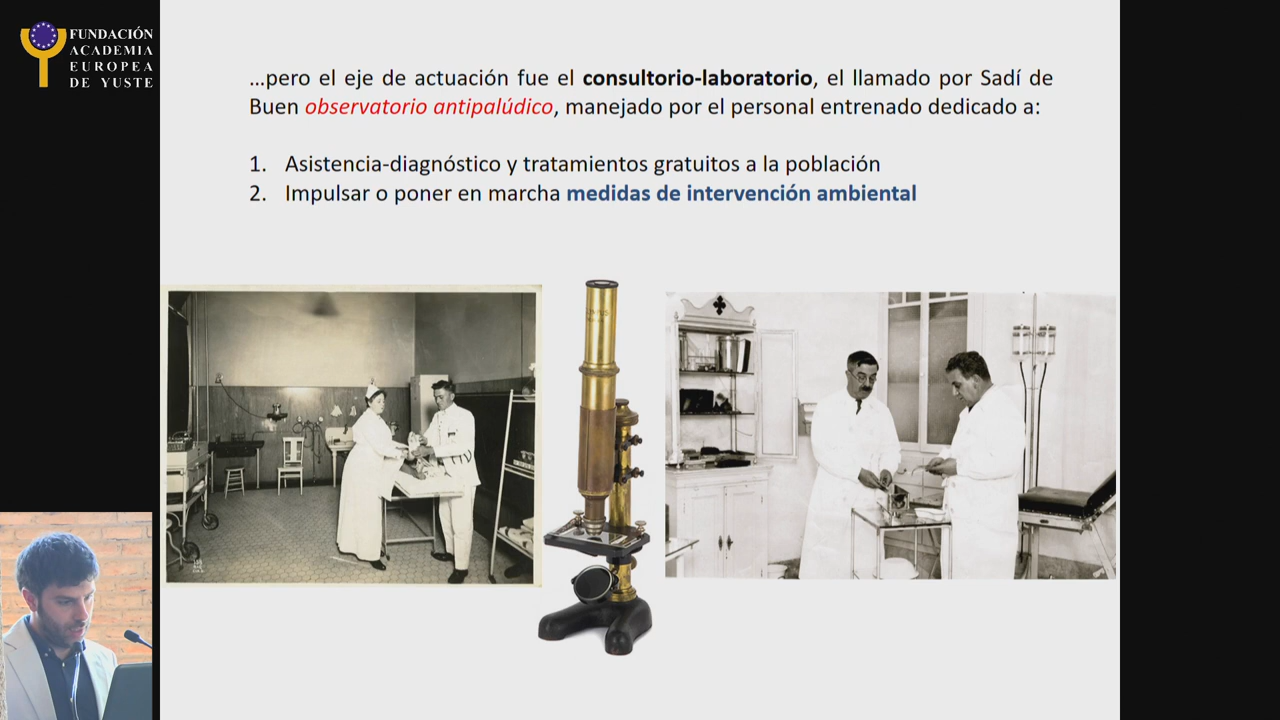 FUNDACIÓN
ACADEMIA
EUROPEA
DE YUSTE
...pero el eje de actuación fue el consultorio-laboratorio, el llamado por Sadí de
Buen observatorio antipalúdico, manejado por el personal entrenado dedicado a:
1. Asistencia-diagnóstico y tratamientos gratuitos a la población
2. Impulsar o poner en marcha medidas de intervención ambiental